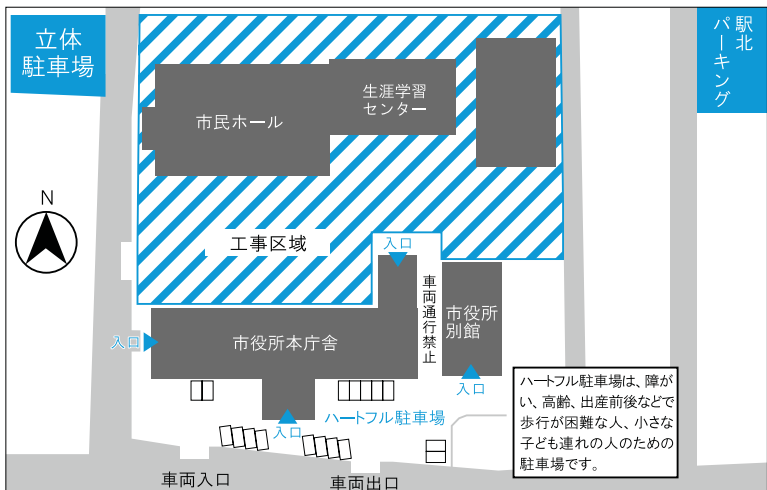 立体
駐車場
駅北
パーキング
市民ホール
生涯学習
センター
N
工事区域
入口
車両通行禁止
市役所
別館
入口
市役所本庁舎
入口
ハートフル駐車場
入口
ハートフル駐車場は、障が
い、高齢、出産前後などで
歩行が困難な人、小さな
子ども連れの人のための
駐車場です。
車両入口
車両出口